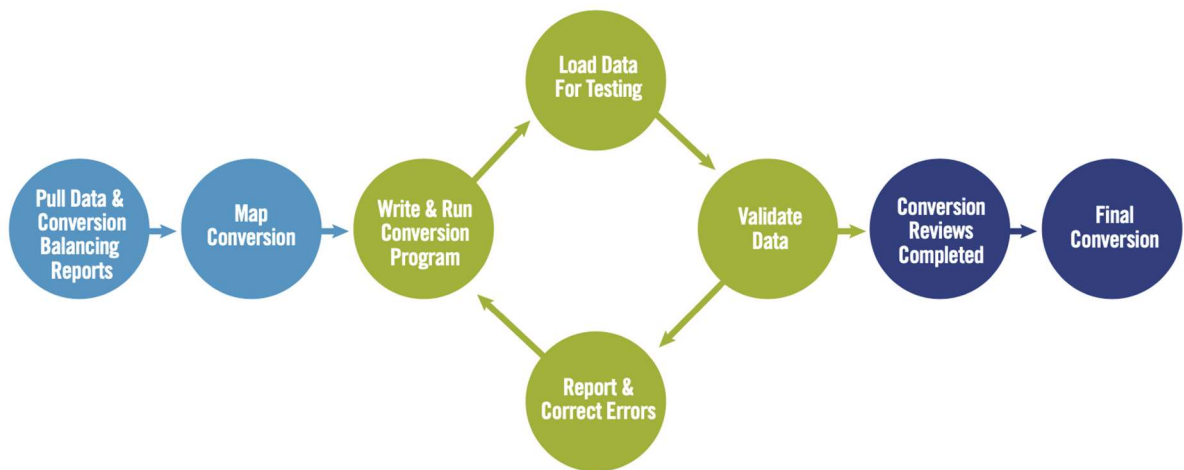 Pull Data &
Conversion
Balancing
Reports
Map
Conversion
Write & Run
Conversion
Program
Load Data
For Testing
Validate
Data
Report &
Correct Errors
Conversion
Reviews
Completed
Final
Conversion